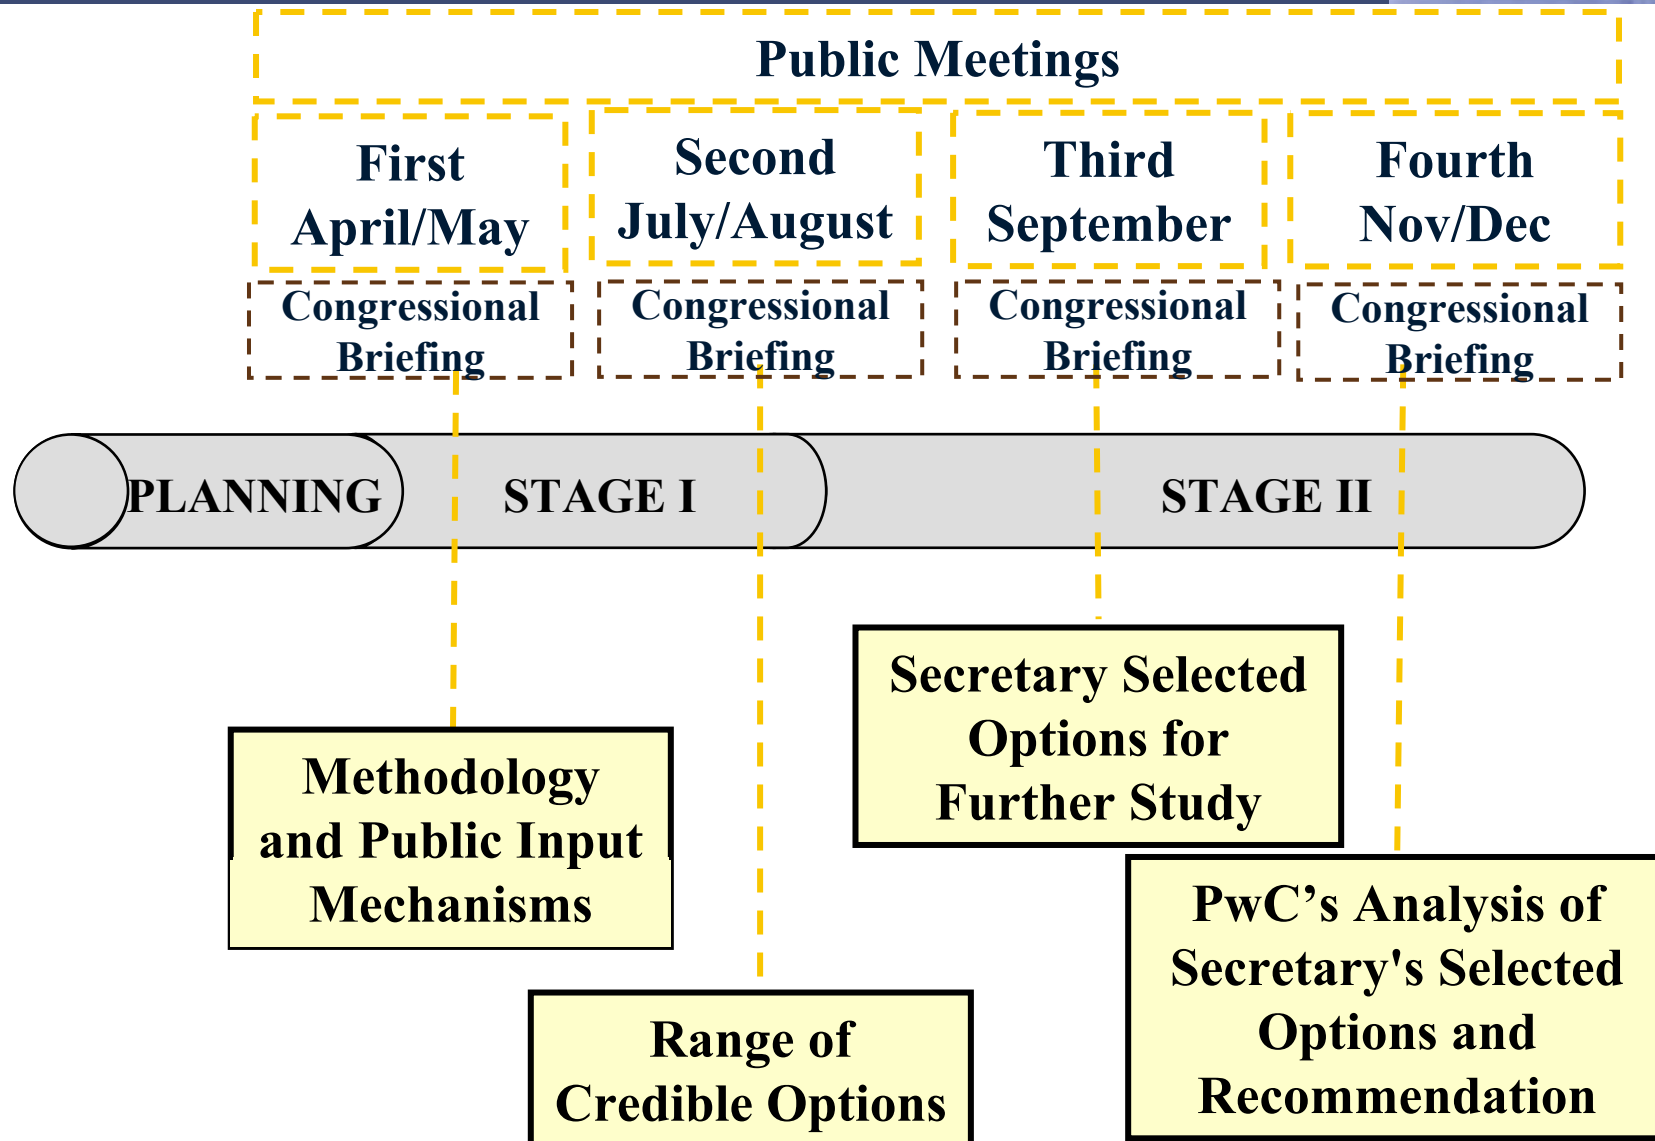 Public Meetings
First
April/May
Second
July/August
Third
September
Fourth
Nov/Dec
Congressional
Briefing
Congressional
Briefing
Congressional
Briefing
Congressional
Briefing
PLANNING
STAGE I
STAGE II
Methodology
and Public Input
Mechanisms
Range of
Credible Options
Secretary Selected
Options for
Further Study
PwC’s Analysis of
Secretary's Selected
Options and
Recommendation